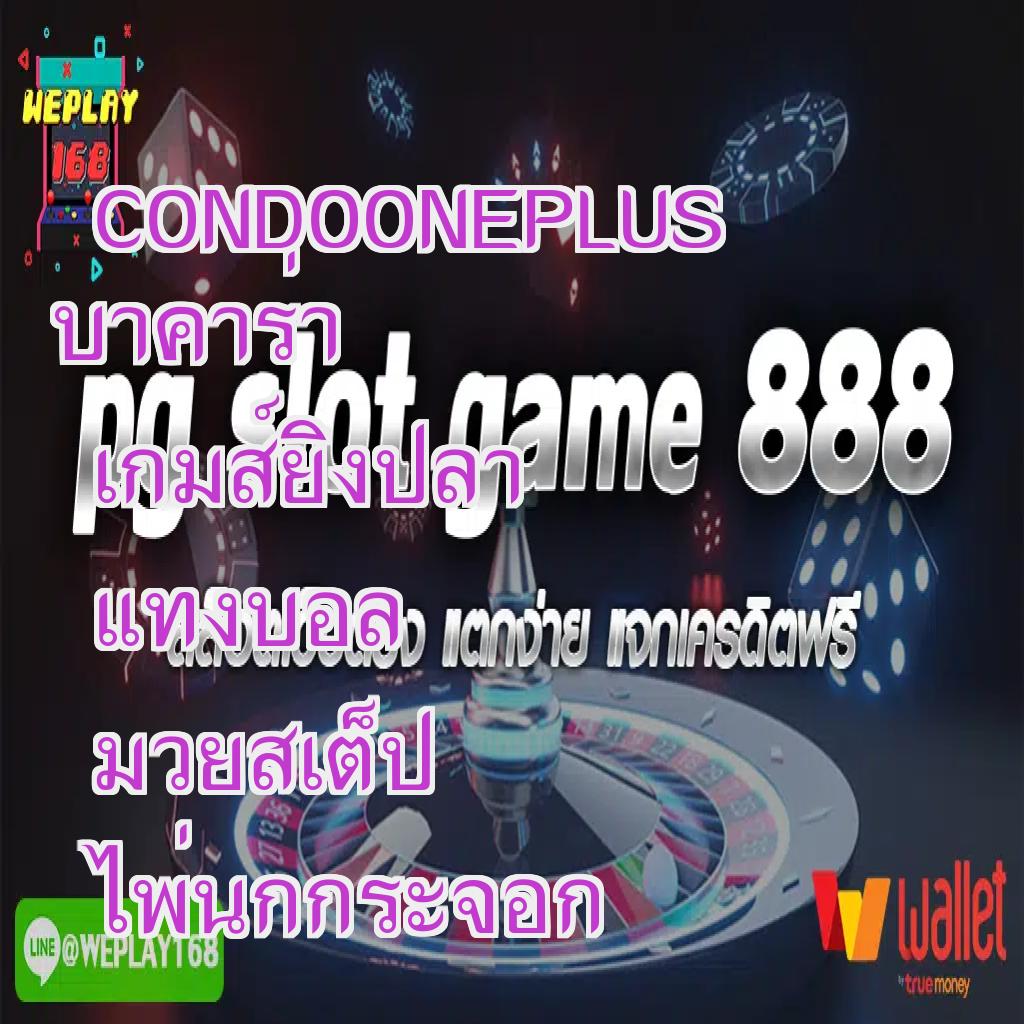 WEPLAY
168
CONDOONEPLUS
บาคาร่า
pg slot game 888
เกมส์ยิงปลา
แทงบอล
แตกง่าย แจกเครดิตฟรี
มวยสเต็ป
ไพ่นกกระจอก
LINE @WEPLAY168
wallet
by truemoney